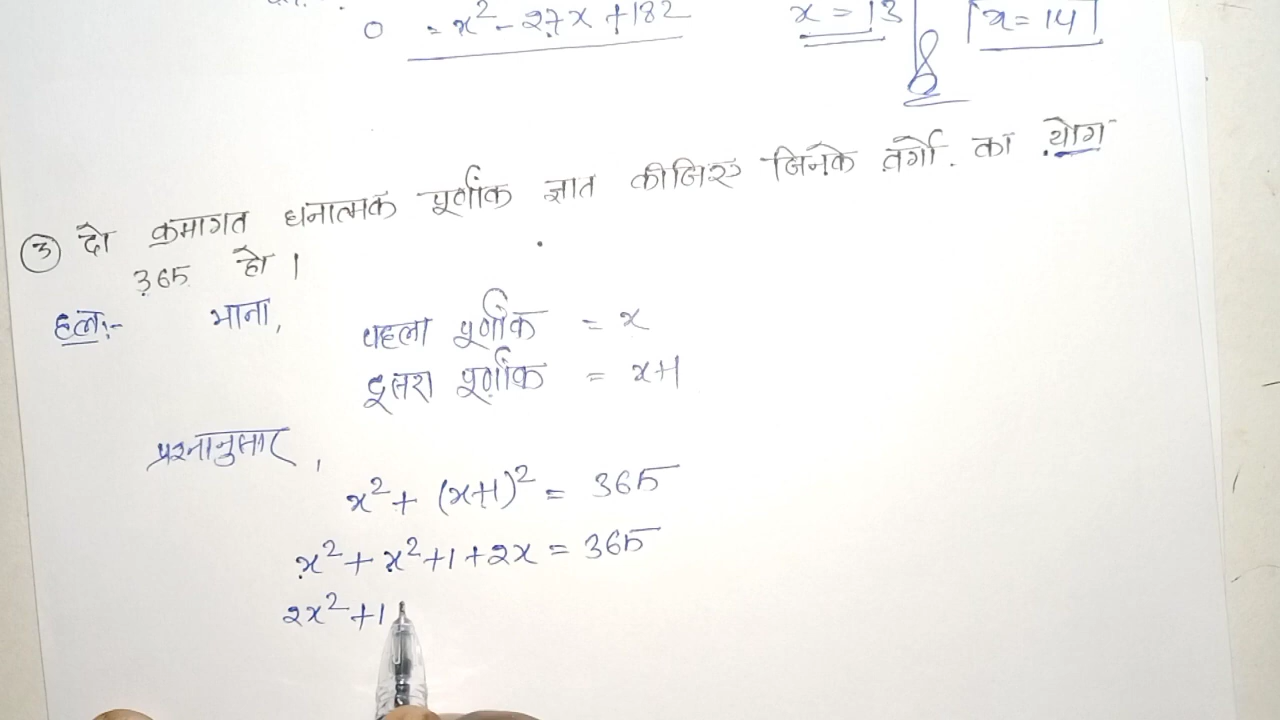 0 = x² - 27x + 182 x = 13 x = 14
③ दो क्रमागत धनात्मक पूर्णांक ज्ञात कीजिए जिनके वर्गों का योग
365 हो ।
हल:- माना, पहला पूर्णांक = x
दूसरा पूर्णांक = x+1
प्रश्नानुसार,
x² + (x+1)² = 365
x² + x² + 1 + 2x = 365
2x² + 1